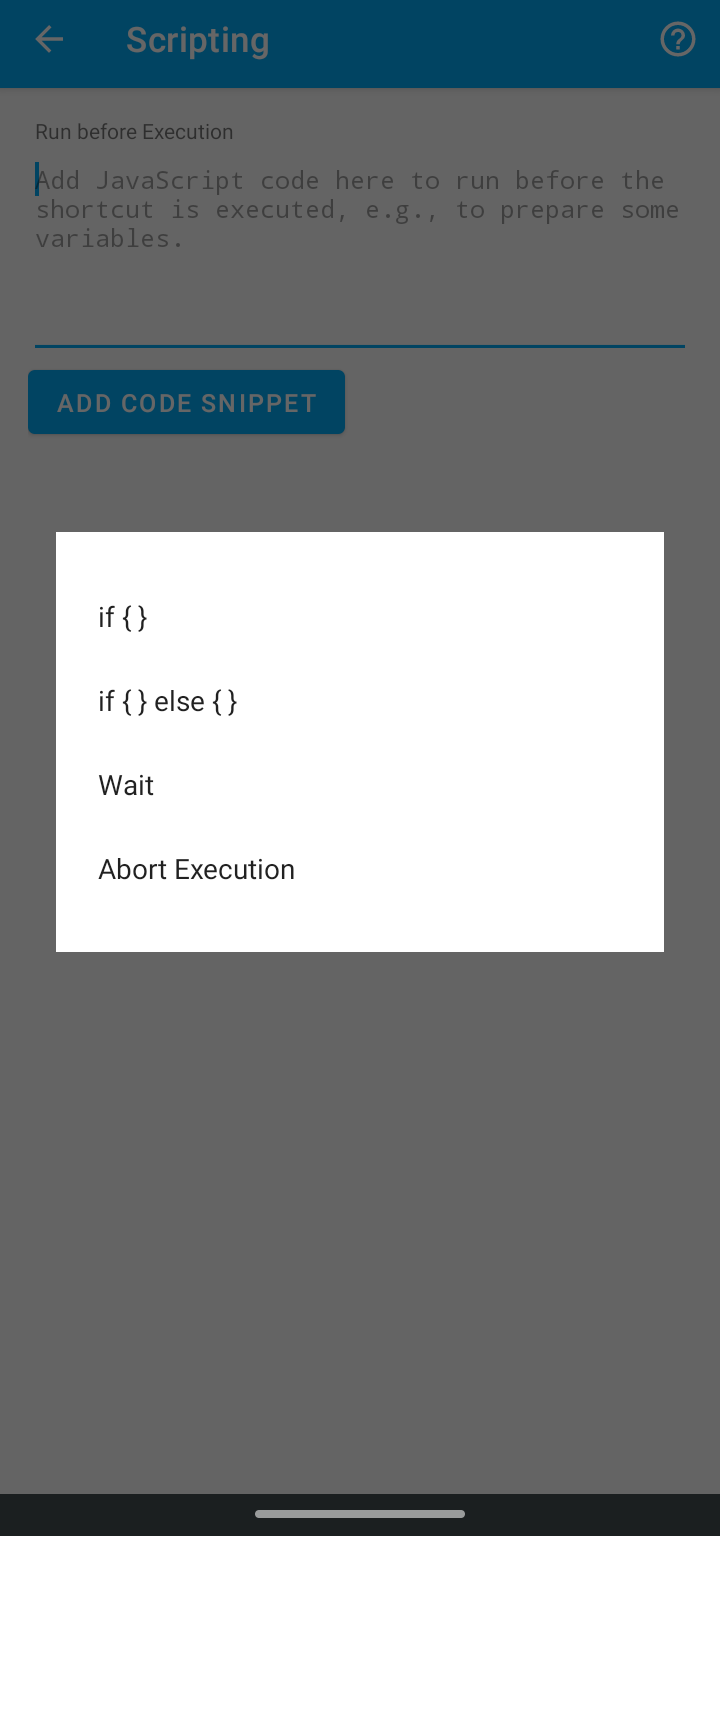 Scripting
Run before Execution
Add JavaScript code here to run before the
shortcut is executed, e.g., to prepare some
variables.
ADD CODE SNIPPET
if { }
if { } else { }
Wait
Abort Execution